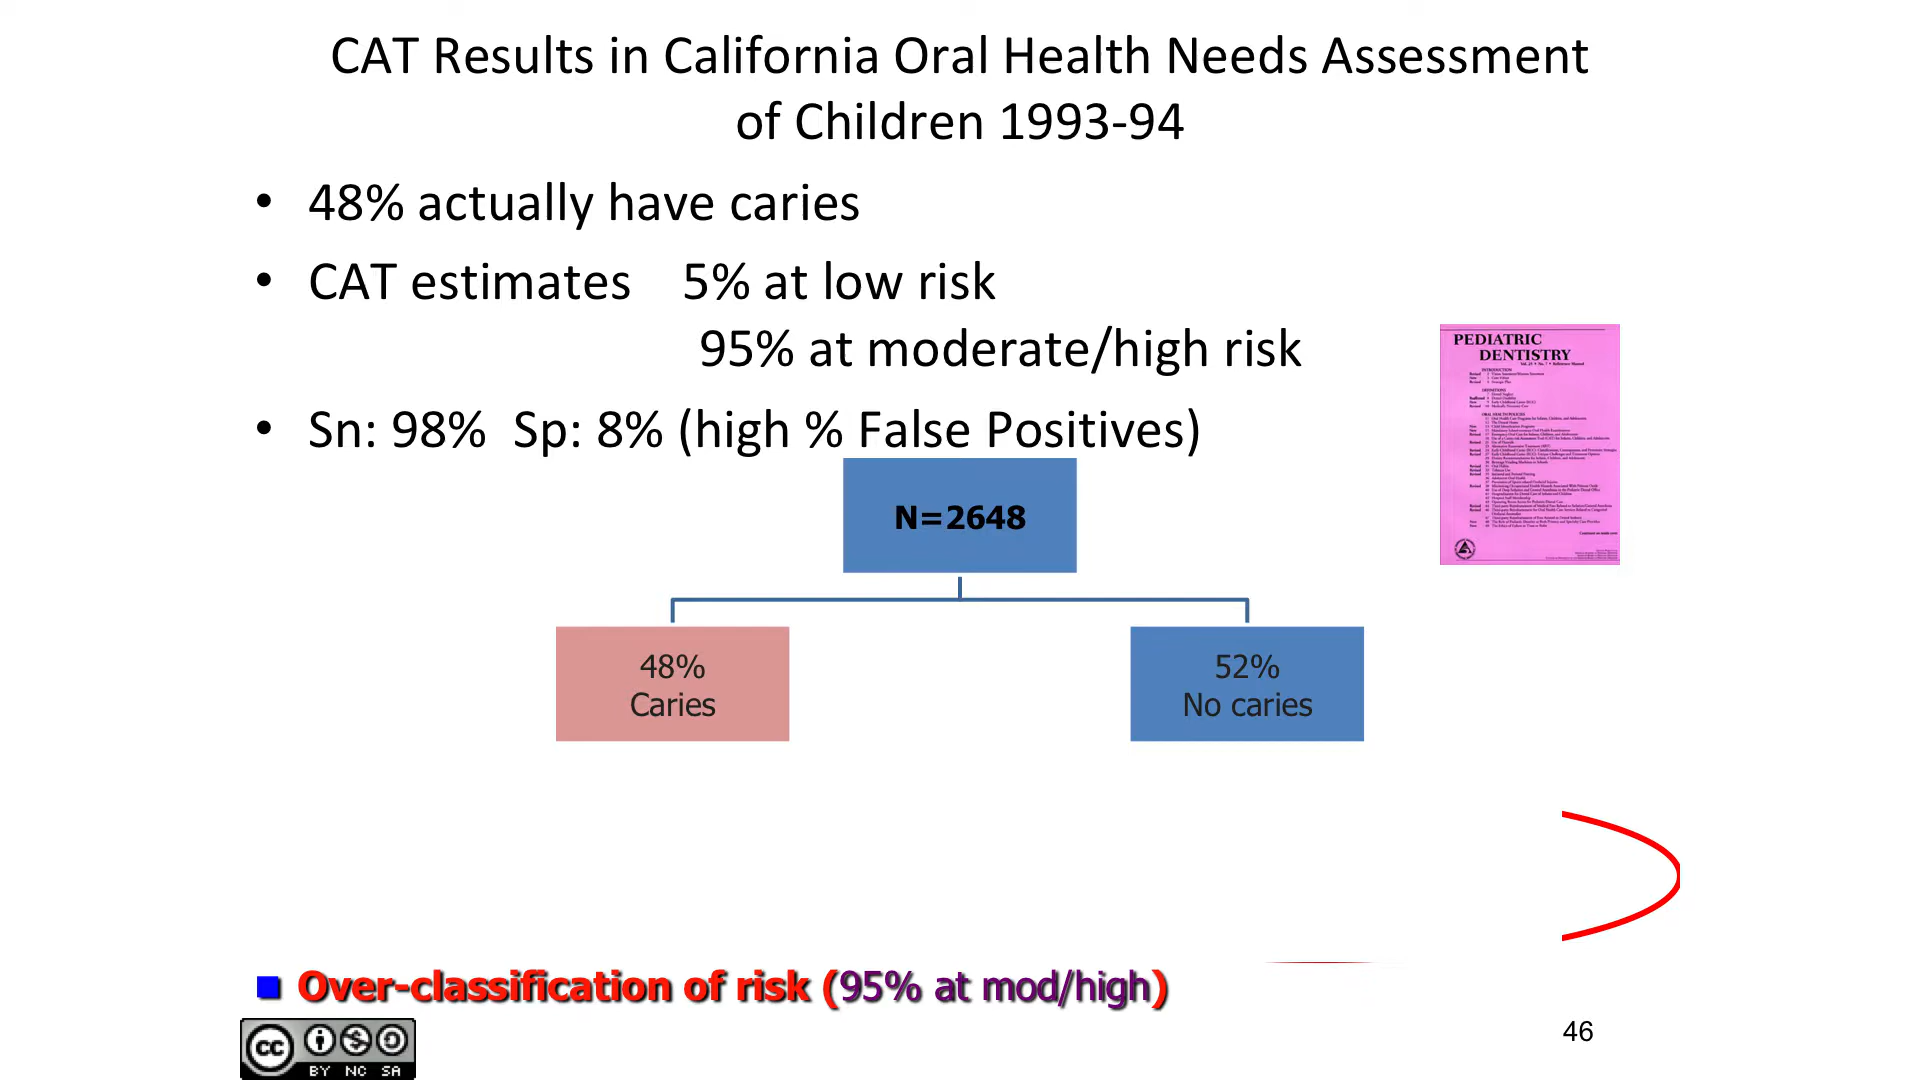 CAT Results in California Oral Health Needs Assessment
of Children 1993-94
• 48% actually have caries
• CAT estimates 5% at low risk
95% at moderate/high risk
PEDIATRIC
DENTISTRY
• Sn: 98% Sp: 8% (high % False Positives)
N=2648
48%
Caries
52%
No caries
Over-classification of risk (95% at mod/high)
cc
BY NC SA
46